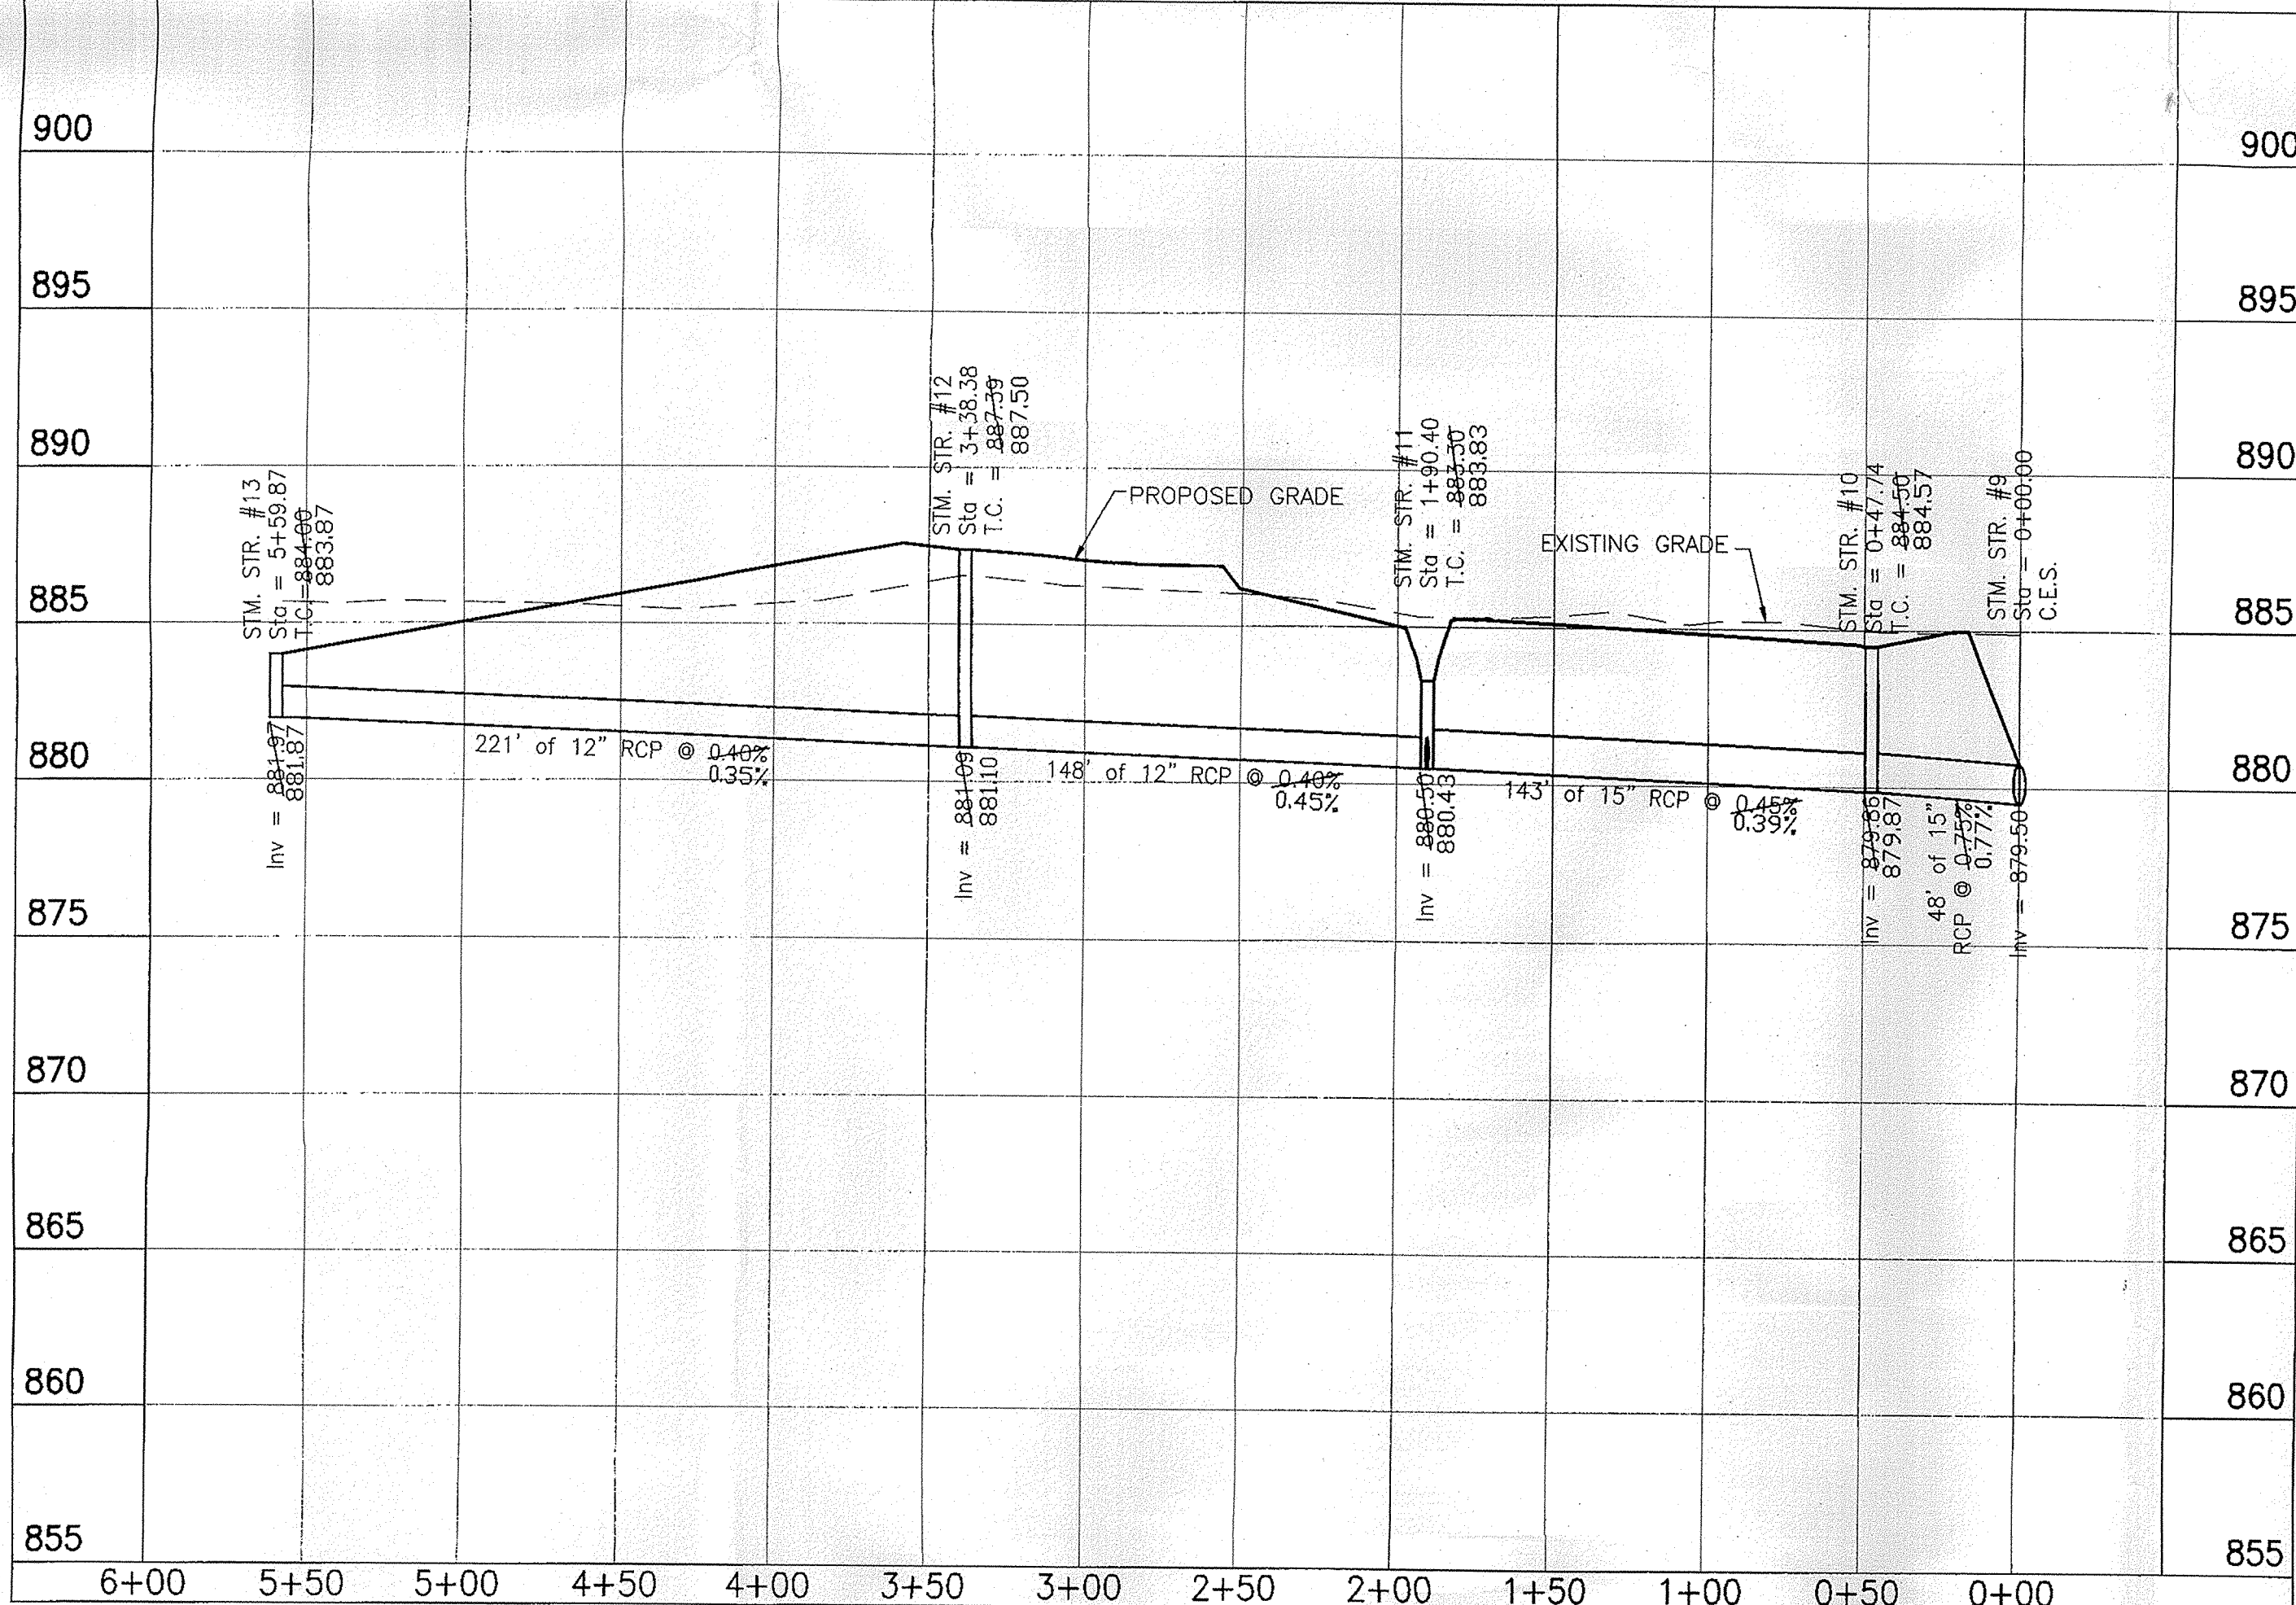 900
900
895
895
890
890
885
885
880
880
875
875
870
870
865
865
860
860
855
855
STM. STR. #13
Sta = 5+59.87
T.C. = 884.00
883.87
STM. STR. #12
Sta = 3+38.38
T.C. = 887.39
887.50
PROPOSED GRADE
STM. STR. #11
Sta = 1+90.40
T.C. = 883.30
883.83
EXISTING GRADE
STM. STR. #10
Sta = 0+47.74
T.C. = 884.50
884.57
STM. STR. #9
Sta = 0+00.00
C.E.S.
Inv = 881.97
881.87
221' of 12" RCP @ 0.40%
0.35%
Inv = 881.09
881.10
148' of 12" RCP @ 0.40%
0.45%
Inv = 880.50
880.43
143' of 15" RCP @ 0.45%
0.39%
Inv = 879.86
879.87
48' of 15"
RCP @ 0.75%
0.77%
Inv = 879.50
6+00 5+50 5+00 4+50 4+00 3+50 3+00 2+50 2+00 1+50 1+00 0+50 0+00